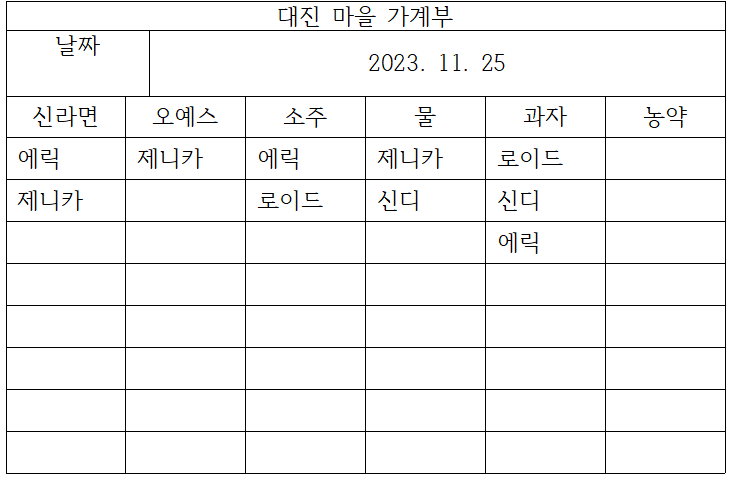 대진 마을 가계부
날짜 2023. 11. 25
신라면 오예스 소주 물 과자 농약
에릭 제니카 에릭 제니카 로이드
제니카 로이드 신디 신디
에릭